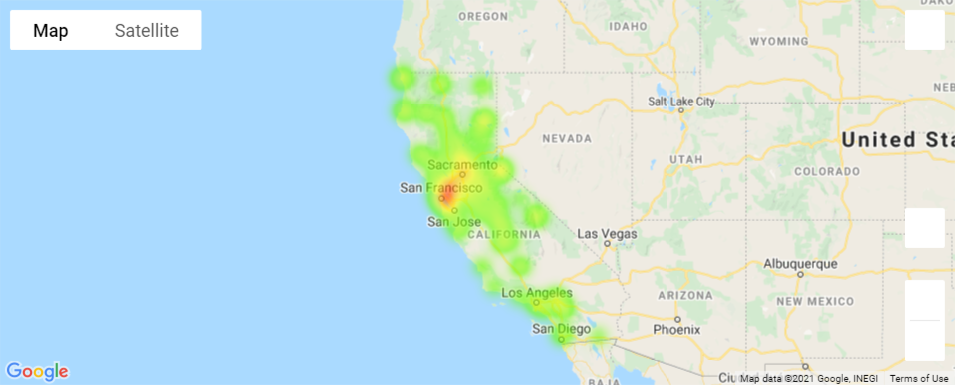 Map Satellite
OREGON
IDAHO
WYOMING
Salt Lake City
NEVADA
UTAH
United Sta
COLORADO
Sacramento
San Francisco
San Jose
CALIFORNIA
Las Vegas
Albuquerque
Los Angeles
ARIZONA
NEW MEXICO
San Diego
Phoenix
Google
BAJA
Map data ©2021 Google, INEGI Terms of Use